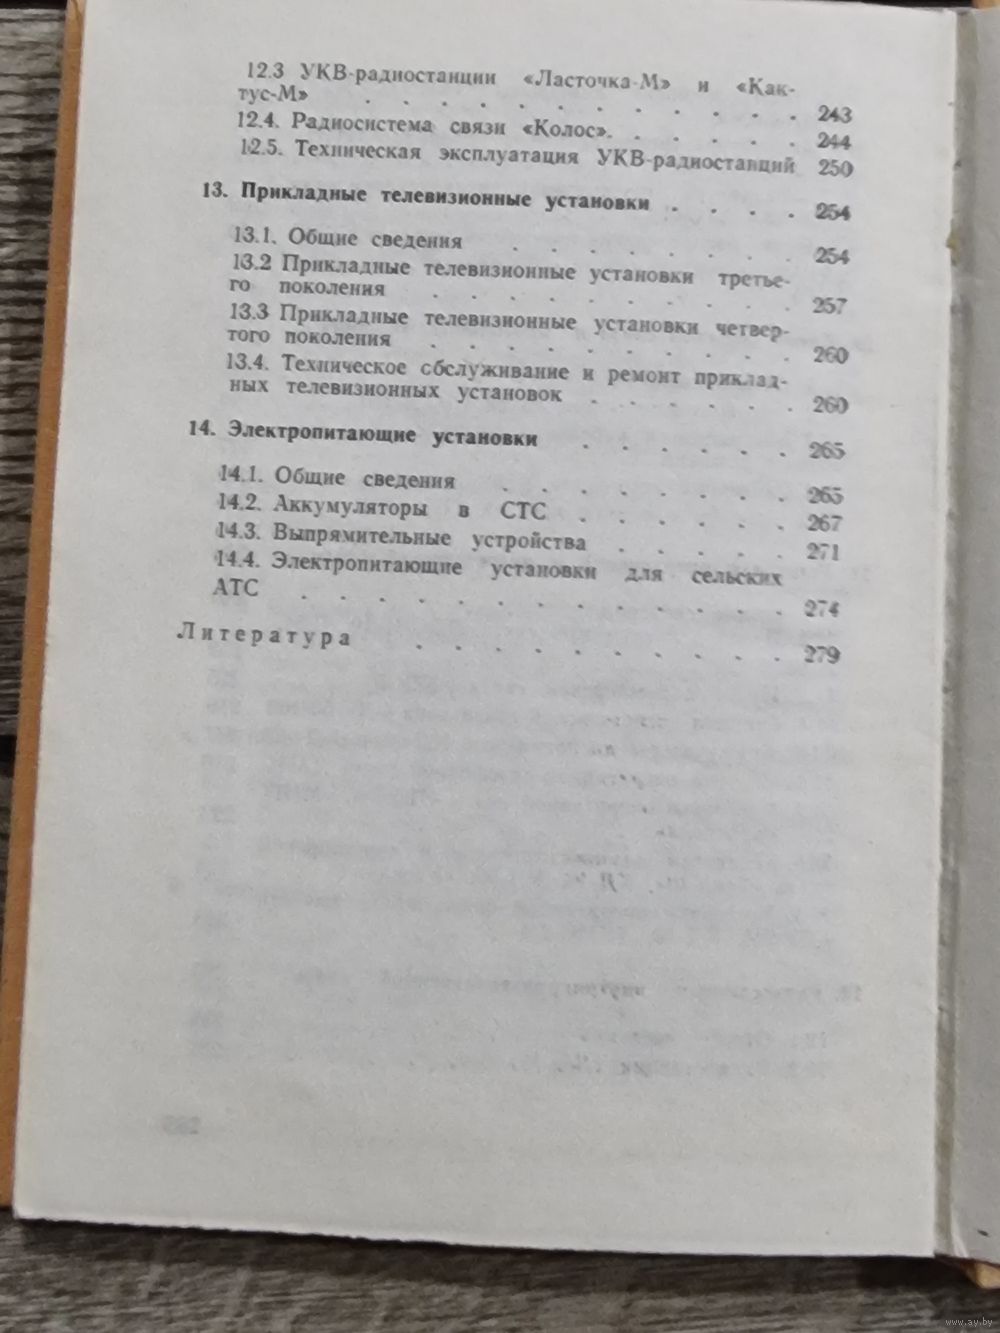 12.3 УКВ-радиостанции «Ласточка-М» и «Как-
тус-М» . . . . . . . . . . . 243
12.4. Радиосистема связи «Колос». . . . . 244
12.5. Техническая эксплуатация УКВ-радиостанций 250
13. Прикладные телевизионные установки . . . . 254
13.1. Общие сведения . . . . . . . . 254
13.2 Прикладные телевизионные установки третье-
го поколения . . . . . . . . . . 257
13.3 Прикладные телевизионные установки четвер-
того поколения . . . . . . . . . . 260
13.4. Техническое обслуживание и ремонт приклад-
ных телевизионных установок . . . . . . 260
14. Электропитающие установки . . . . . . 265
14.1. Общие сведения . . . . . . . . 265
14.2. Аккумуляторы в СТС . . . . . . 267
14.3. Выпрямительные устройства . . . . . 271
14.4. Электропитающие установки для сельских
АТС . . . . . . . . . . . . . 274
Литература . . . . . . . . . . 279
www.ay.by